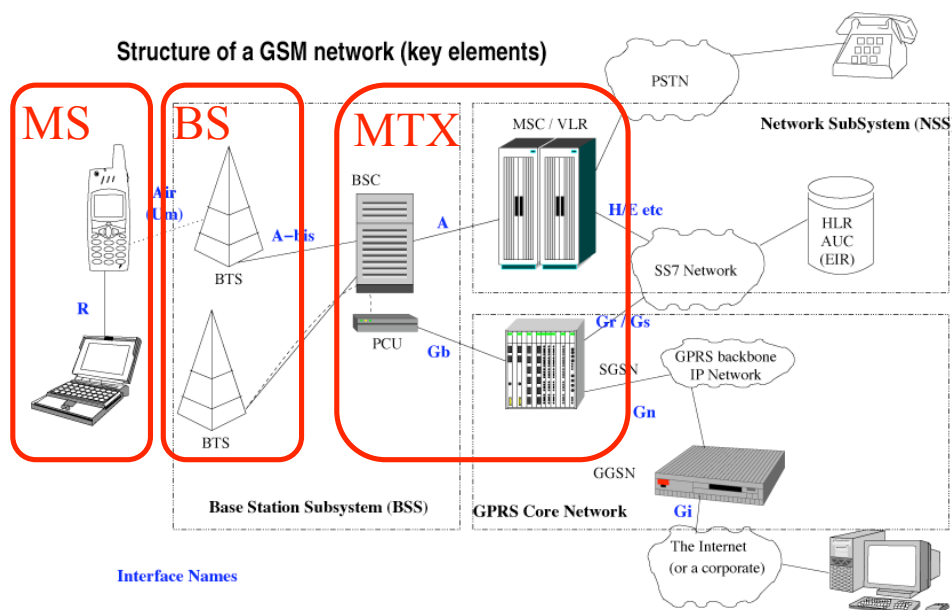 Structure of a GSM network (key elements)
PSTN
MS
BS
MTX
MSC / VLR
Network SubSystem (NSS
BSC
Air
(Um)
A-bis
A
H/E etc
HLR
AUC
(EIR)
BTS
SS7 Network
R
PCU
Gb
Gr / Gs
SGSN
GPRS backbone
IP Network
Gn
BTS
GGSN
Base Station Subsystem (BSS)
GPRS Core Network
Gi
The Internet
(or a corporate)
Interface Names